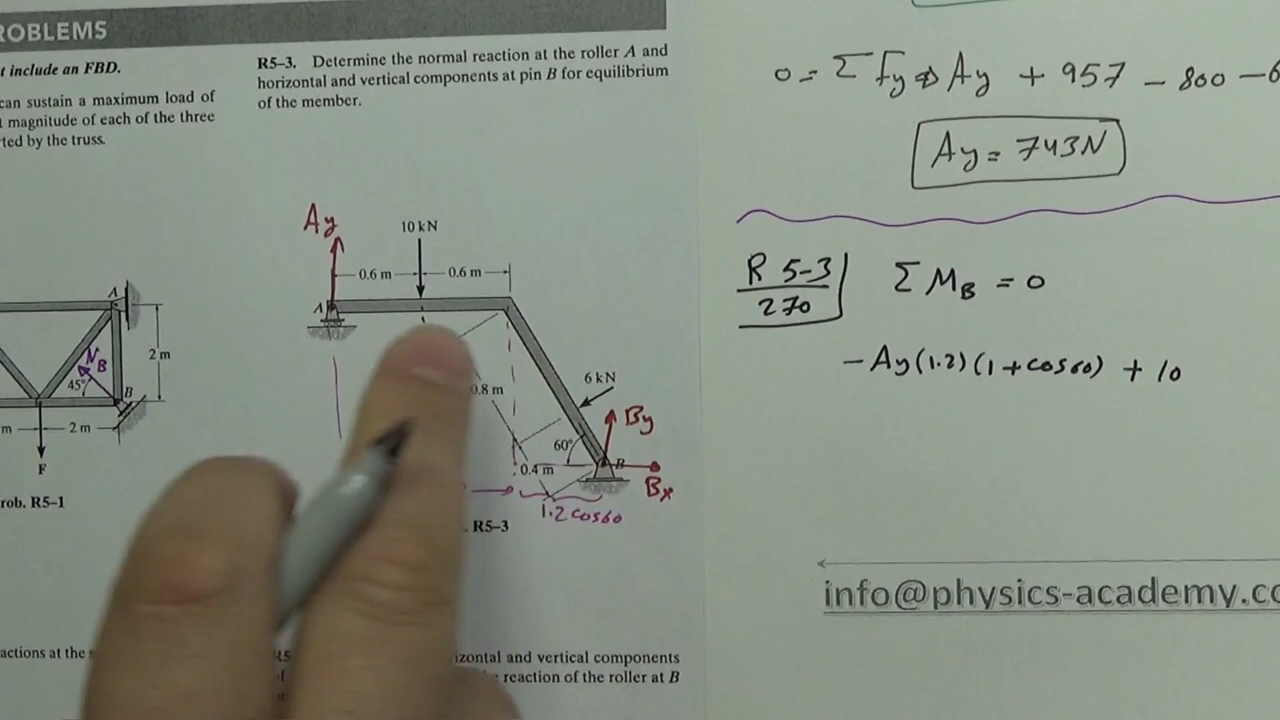 ROBLEMS
t include an FBD.
can sustain a maximum load of
t magnitude of each of the three
ted by the truss.
A
2 m
N_B
45°
B
m
2 m
F
rob. R5–1
actions at the
R5–3. Determine the normal reaction at the roller A and
horizontal and vertical components at pin B for equilibrium
of the member.
Ay
10 kN
0.6 m
0.6 m
A
0.8 m
6 kN
By
60°
0.4 m
B
Bx
1.2 cos60
. R5–3
izontal and vertical components
reaction of the roller at B
0 = ΣFy ⇒ Ay + 957 - 800 - 6
Ay = 743N
R 5-3
270
ΣM_B = 0
-Ay(1.2)(1+cos60) + 10
info@physics-academy.co